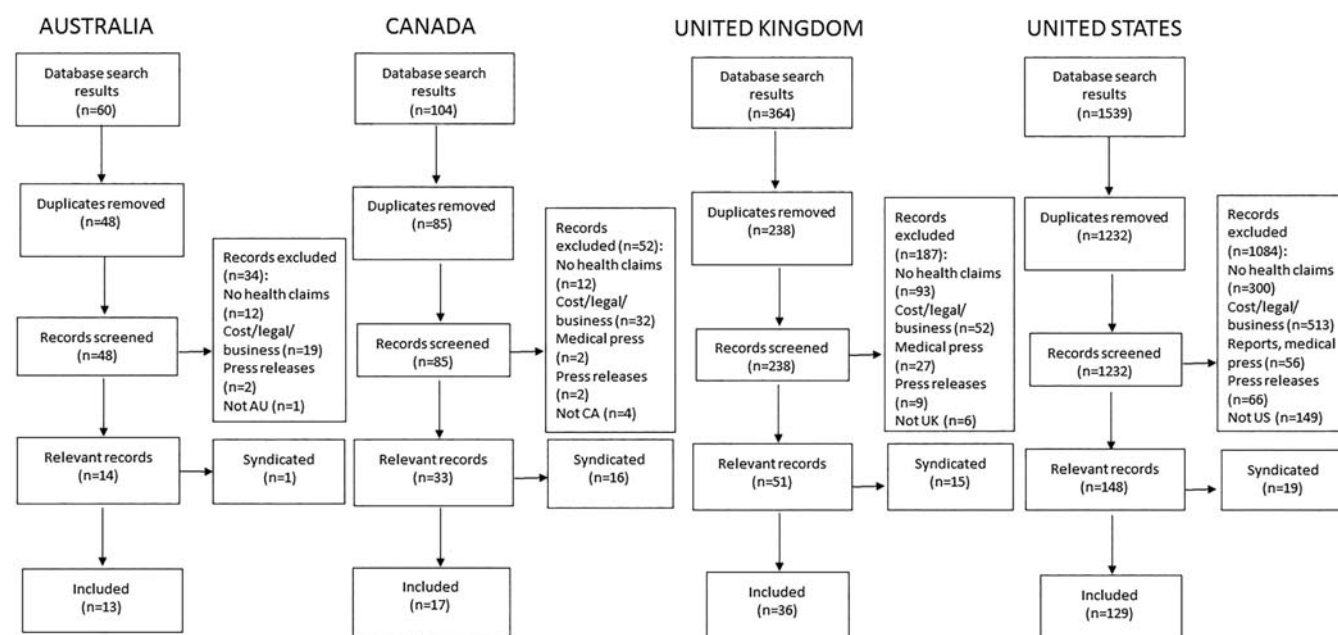 AUSTRALIA
Database search
results
(n=60)
Duplicates removed
(n=48)
Records screened
(n=48)
Records excluded
(n=34):
No health claims
(n=12)
Cost/legal/
business (n=19)
Press releases
(n=2)
Not AU (n=1)
Relevant records
(n=14)
Syndicated
(n=1)
Included
(n=13)
CANADA
Database search
results
(n=104)
Duplicates removed
(n=85)
Records screened
(n=85)
Records
excluded (n=52):
No health claims
(n=12)
Cost/legal/
business (n=32)
Medical press
(n=2)
Press releases
(n=2)
Not CA (n=4)
Relevant records
(n=33)
Syndicated
(n=16)
Included
(n=17)
UNITED KINGDOM
Database search
results
(n=364)
Duplicates removed
(n=238)
Records screened
(n=238)
Records
excluded
(n=187):
No health claims
(n=93)
Cost/legal/
business (n=52)
Medical press
(n=27)
Press releases
(n=9)
Not UK (n=6)
Relevant records
(n=51)
Syndicated
(n=15)
Included
(n=36)
UNITED STATES
Database search
results
(n=1539)
Duplicates removed
(n=1232)
Records screened
(n=1232)
Records
excluded
(n=1084):
No health claims
(n=300)
Cost/legal/
business (n=513)
Reports, medical
press (n=56)
Press releases
(n=66)
Not US (n=149)
Relevant records
(n=148)
Syndicated
(n=19)
Included
(n=129)